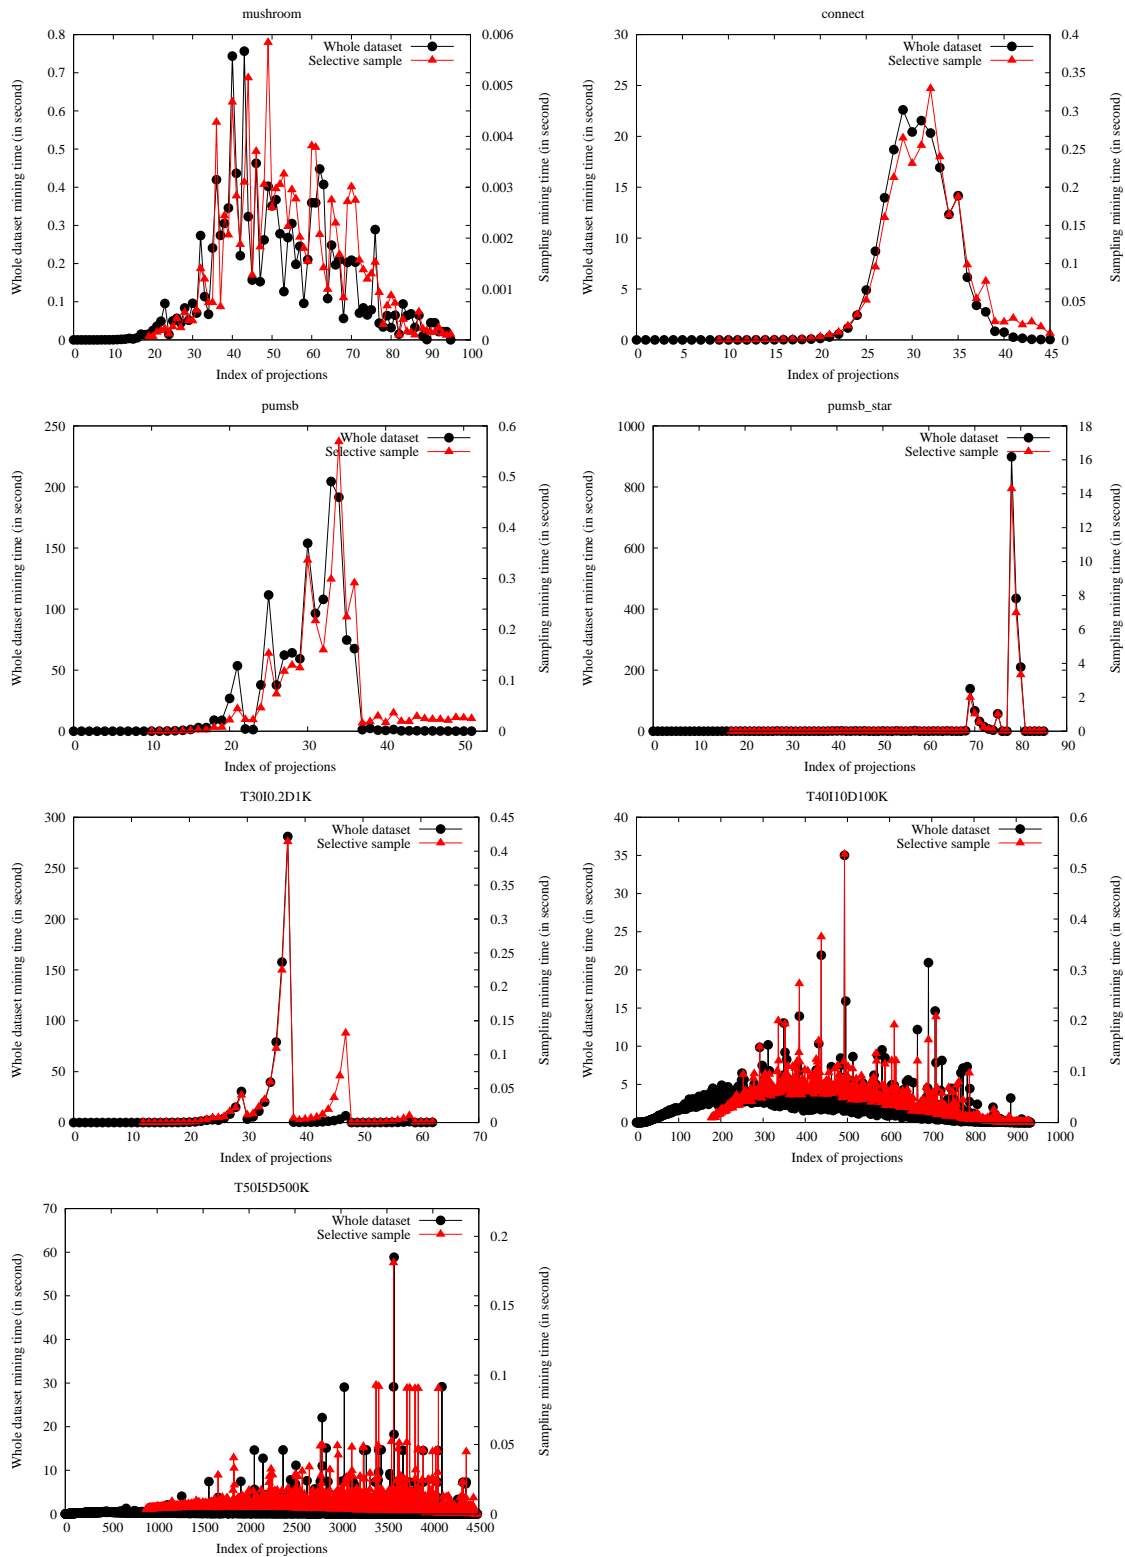 mushroom
Whole dataset mining time (in second)
0.8
0.7
0.6
0.5
0.4
0.3
0.2
0.1
0
Whole dataset
Selective sample
0.006
0.005
0.004
0.003
0.002
0.001
0
Sampling mining time (in second)
0 10 20 30 40 50 60 70 80 90 100
Index of projections
connect
Whole dataset mining time (in second)
30
25
20
15
10
5
0
Whole dataset
Selective sample
0.4
0.35
0.3
0.25
0.2
0.15
0.1
0.05
0
Sampling mining time (in second)
0 5 10 15 20 25 30 35 40 45
Index of projections
pumsb
Whole dataset mining time (in second)
250
200
150
100
50
0
Whole dataset
Selective sample
0.6
0.5
0.4
0.3
0.2
0.1
0
Sampling mining time (in second)
0 10 20 30 40 50
Index of projections
pumsb_star
Whole dataset mining time (in second)
1000
800
600
400
200
0
Whole dataset
Selective sample
18
16
14
12
10
8
6
4
2
0
Sampling mining time (in second)
0 10 20 30 40 50 60 70 80 90
Index of projections
T30I0.2D1K
Whole dataset mining time (in second)
300
250
200
150
100
50
0
Whole dataset
Selective sample
0.45
0.4
0.35
0.3
0.25
0.2
0.15
0.1
0.05
0
Sampling mining time (in second)
0 10 20 30 40 50 60 70
Index of projections
T40I10D100K
Whole dataset mining time (in second)
40
35
30
25
20
15
10
5
0
Whole dataset
Selective sample
0.6
0.5
0.4
0.3
0.2
0.1
0
Sampling mining time (in second)
0 100 200 300 400 500 600 700 800 900 1000
Index of projections
T50I5D500K
Whole dataset mining time (in second)
70
60
50
40
30
20
10
0
Whole dataset
Selective sample
0.2
0.15
0.1
0.05
0
Sampling mining time (in second)
0 500 1000 1500 2000 2500 3000 3500 4000 4500
Index of projections